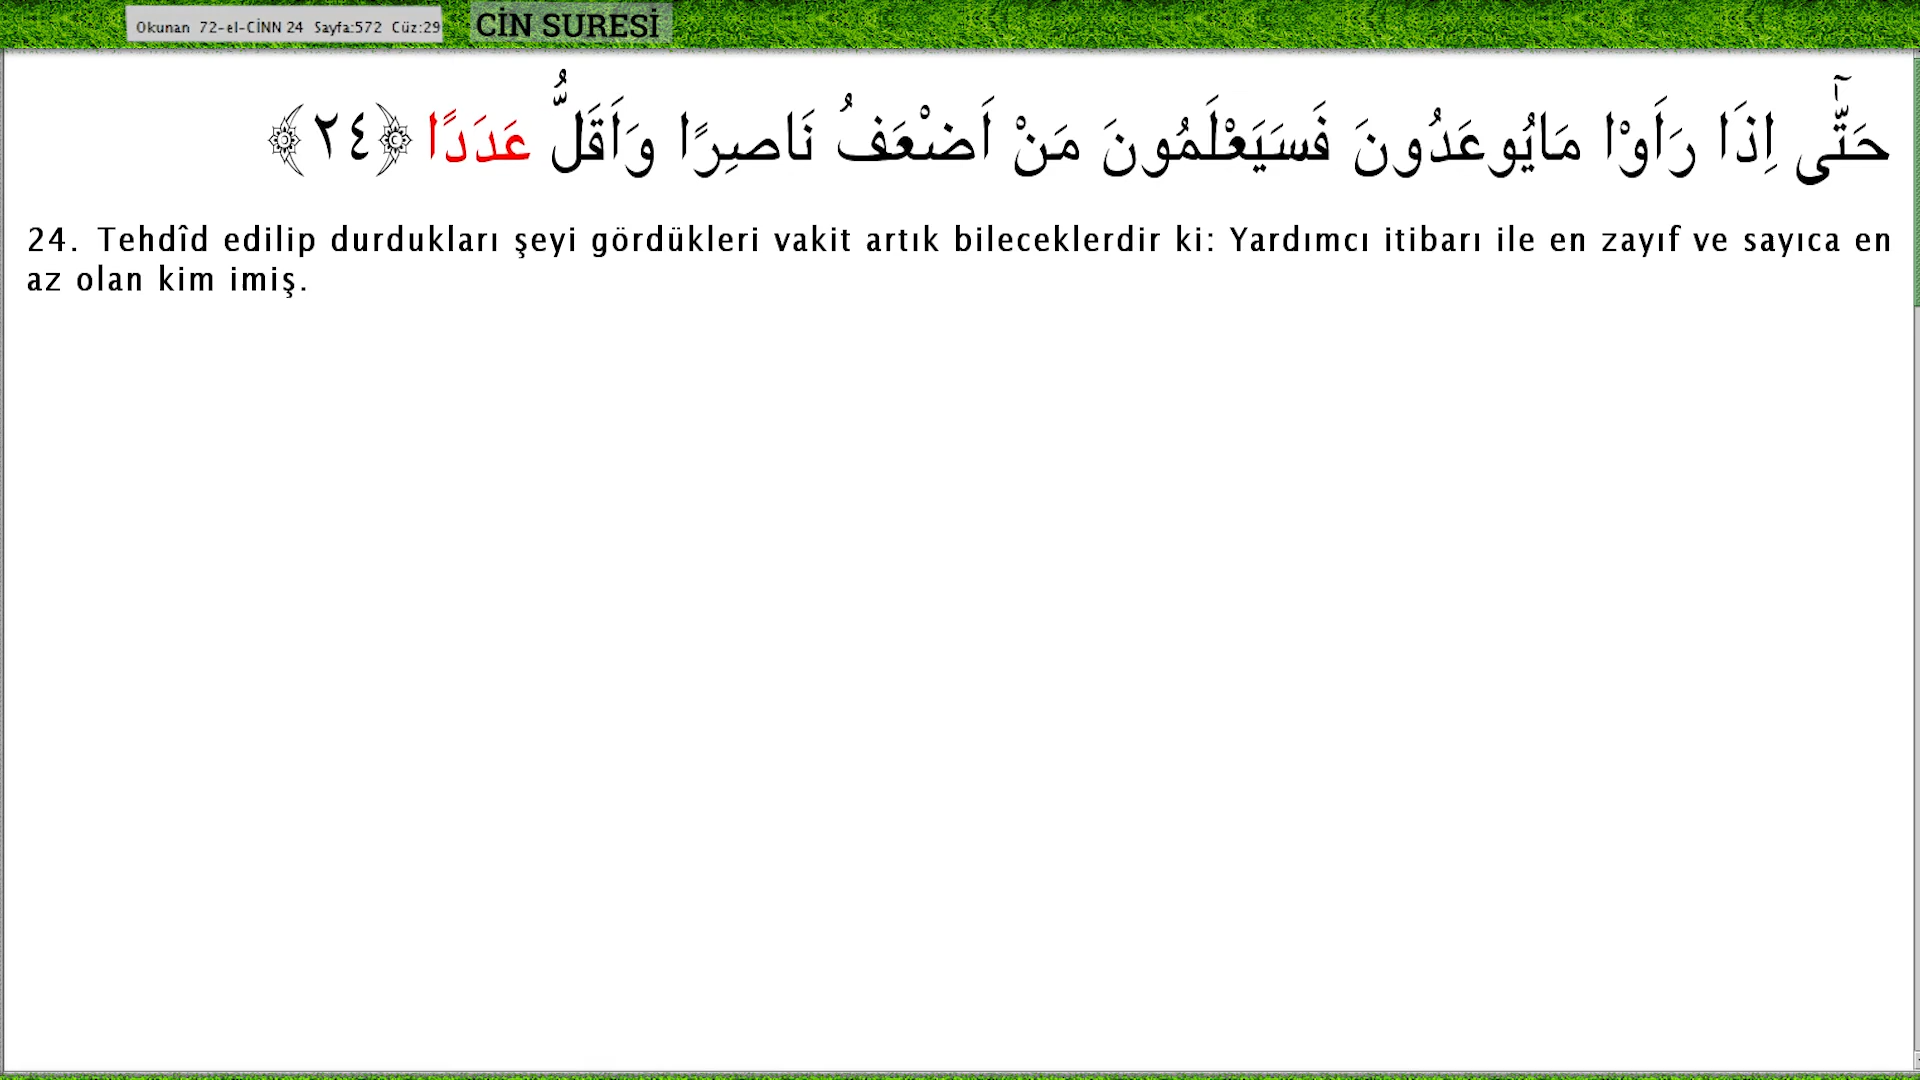 Okunan 72-el-CİNN 24 Sayfa:572 Cüz:29
CİN SURESİ
حَتّٰٓى اِذَا رَاَوْا مَايُوعَدُونَ فَسَيَعْلَمُونَ مَنْ اَضْعَفُ نَاصِرًا وَاَقَلُّ عَدَدًا ﴿٢٤﴾
24. Tehdîd edilip durdukları şeyi gördükleri vakit artık bileceklerdir ki: Yardımcı itibarı ile en zayıf ve sayıca en
az olan kim imiş.